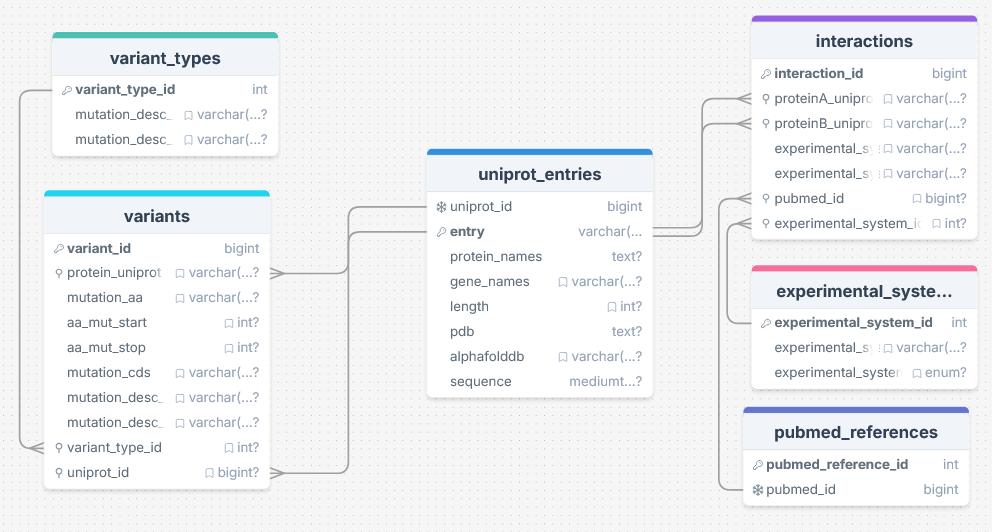 variant_types
variant_type_id int
mutation_desc_ varchar(...?
mutation_desc_ varchar(...?
variants
variant_id bigint
protein_uniprot varchar(...?
mutation_aa varchar(...?
aa_mut_start int?
aa_mut_stop int?
mutation_cds varchar(...?
mutation_desc_ varchar(...?
mutation_desc_ varchar(...?
variant_type_id int?
uniprot_id bigint?
uniprot_entries
uniprot_id bigint
entry varchar(...
protein_names text?
gene_names varchar(...?
length int?
pdb text?
alphafolddb varchar(...?
sequence mediumt...?
interactions
interaction_id bigint
proteinA_unipro varchar(...?
proteinB_unipro varchar(...?
experimental_sy varchar(...?
experimental_sy varchar(...?
pubmed_id bigint?
experimental_system_ic int?
experimental_syste...
experimental_system_id int
experimental_sy varchar(...?
experimental_syster enum?
pubmed_references
pubmed_reference_id int
pubmed_id bigint